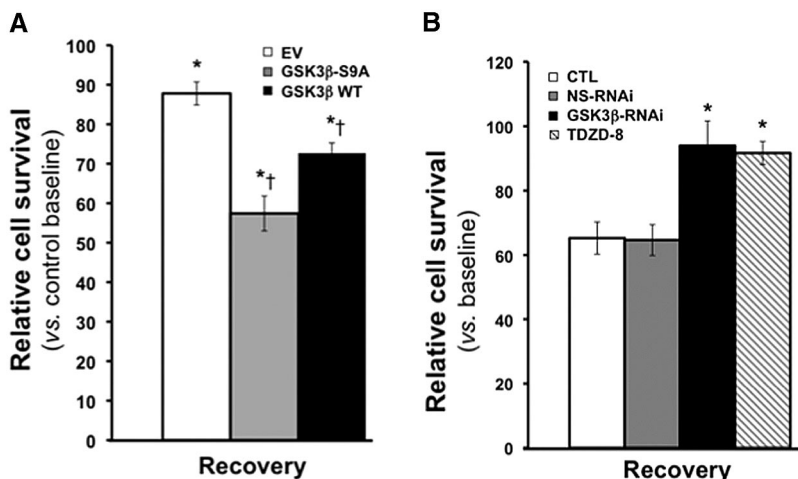 A
Relative cell survival
(vs. control baseline)
100
90
80
70
60
50
40
30
20
10
0
EV
GSK3β-S9A
GSK3β WT
*
*†
*†
Recovery
B
Relative cell survival
(vs. baseline)
120
100
80
60
40
20
0
CTL
NS-RNAi
GSK3β-RNAi
TDZD-8
*
*
Recovery